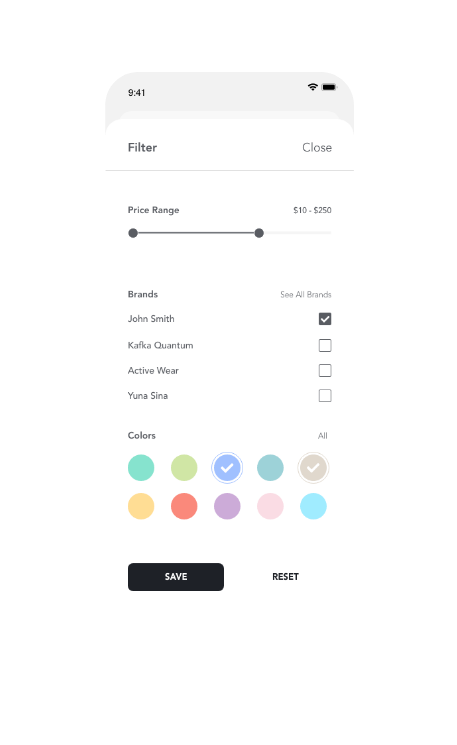 9:41
Filter
Close
Price Range
$10 - $250
Brands
See All Brands
John Smith
Kafka Quantum
Active Wear
Yuna Sina
Colors
All
SAVE
RESET